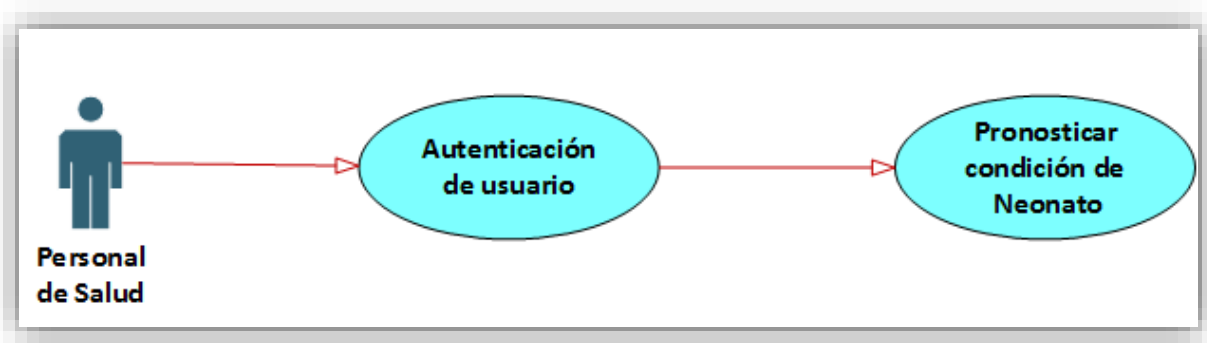 Personal
de Salud
Autenticación
de usuario
Pronosticar
condición de
Neonato